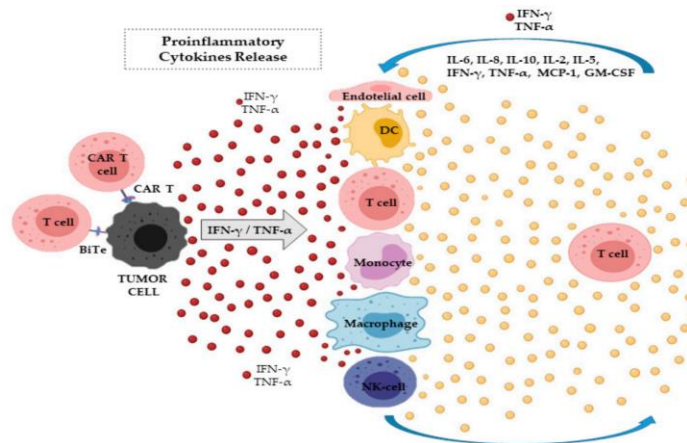 IFN-γ
TNF-α
Proinflammatory
Cytokines Release
IL-6, IL-8, IL-10, IL-2, IL-5,
IFN-γ, TNF-α, MCP-1, GM-CSF
IFN-γ
TNF-α
Endotelial cell
DC
CAR T
cell
CAR T
T cell
T cell
BiTe
IFN-γ / TNF-α
T cell
Monocyte
TUMOR
CELL
Macrophage
IFN-γ
TNF-α
NK-cell